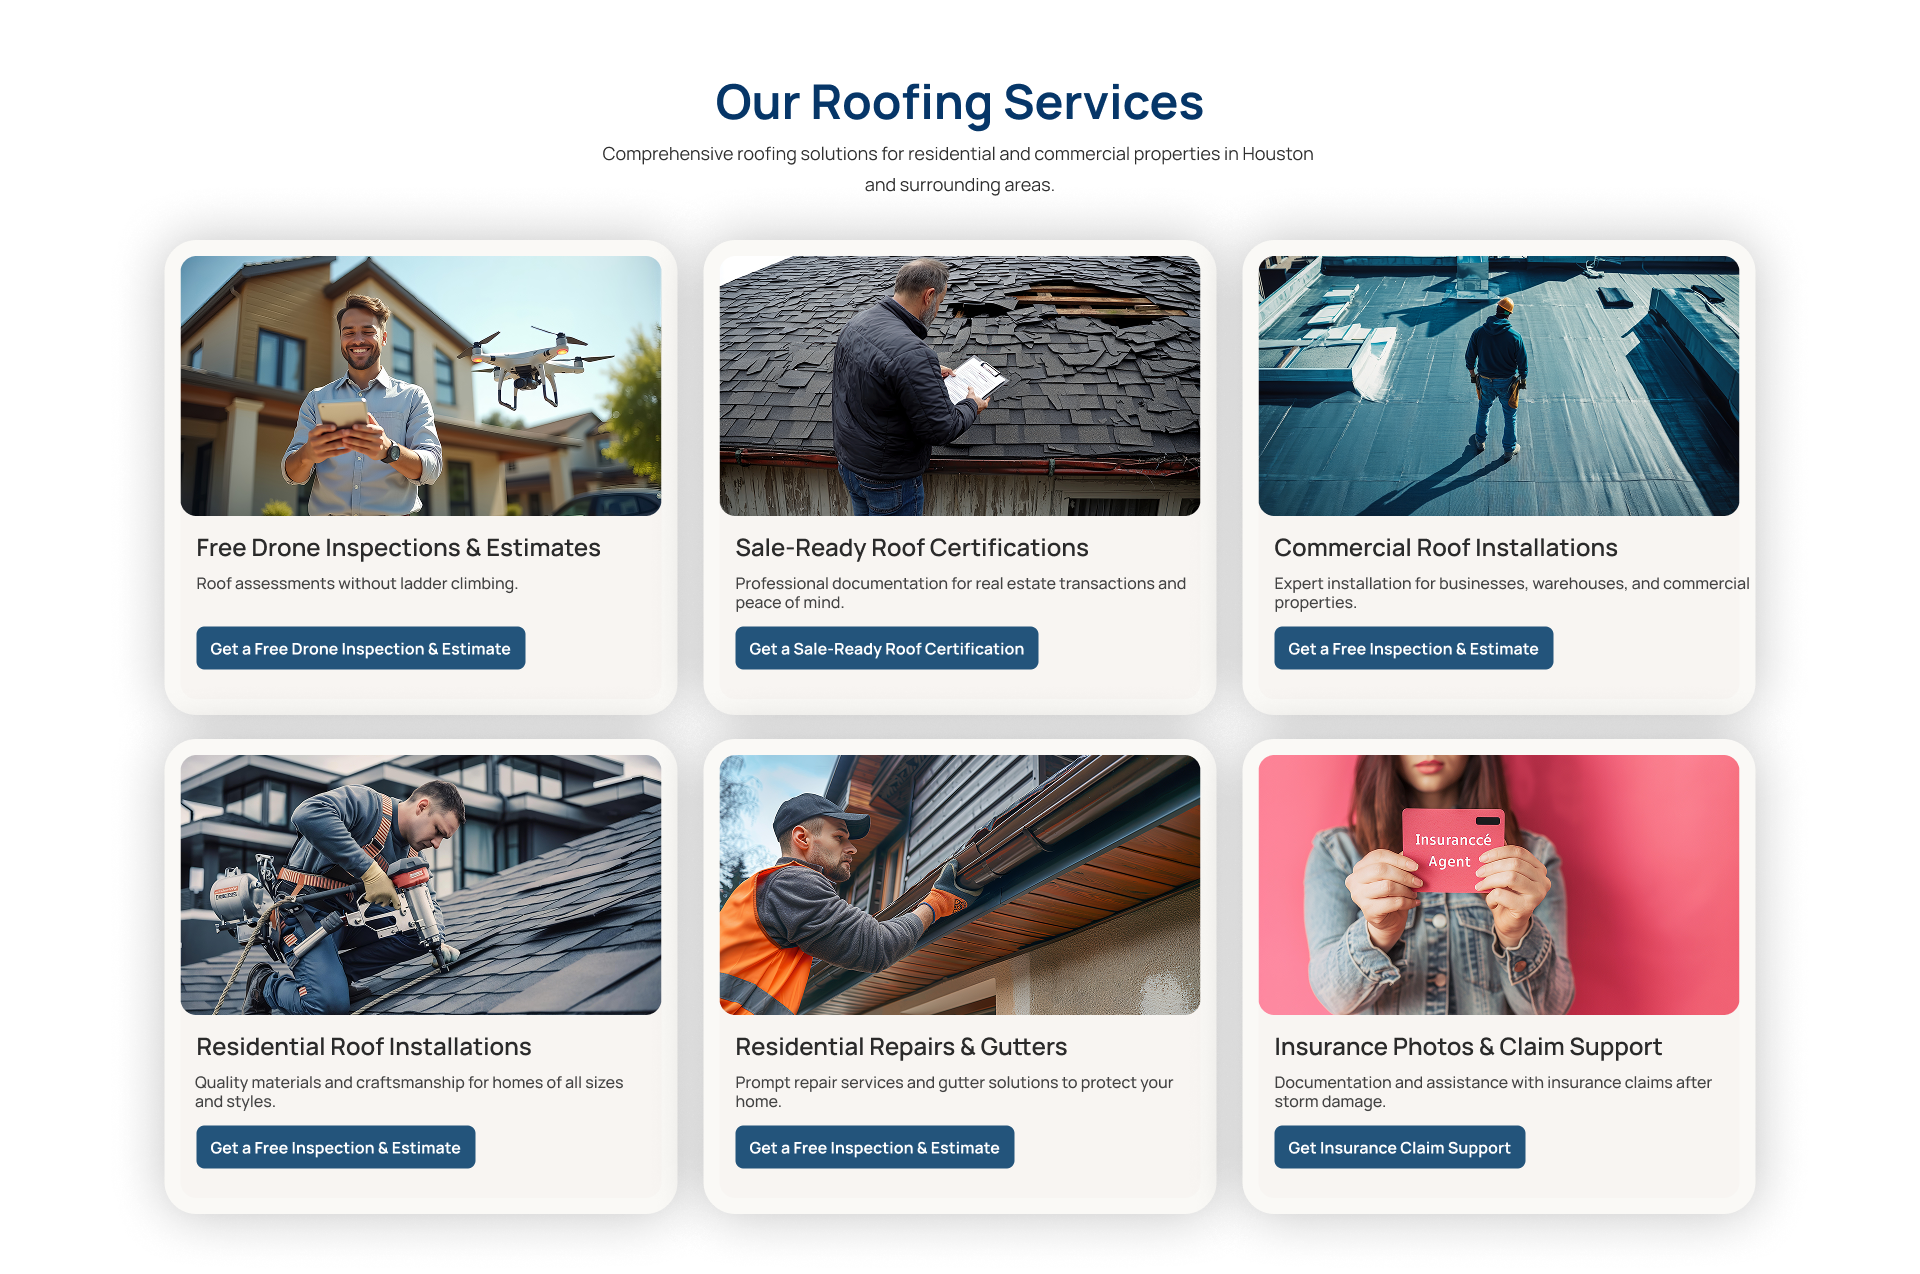 Our Roofing Services
Comprehensive roofing solutions for residential and commercial properties in Houston
and surrounding areas.
Free Drone Inspections & Estimates
Roof assessments without ladder climbing.
Get a Free Drone Inspection & Estimate
Sale-Ready Roof Certifications
Professional documentation for real estate transactions and
peace of mind.
Get a Sale-Ready Roof Certification
Commercial Roof Installations
Expert installation for businesses, warehouses, and commercial
properties.
Get a Free Inspection & Estimate
Residential Roof Installations
Quality materials and craftsmanship for homes of all sizes
and styles.
Get a Free Inspection & Estimate
Residential Repairs & Gutters
Prompt repair services and gutter solutions to protect your
home.
Get a Free Inspection & Estimate
Insuranccé
Agent
Insurance Photos & Claim Support
Documentation and assistance with insurance claims after
storm damage.
Get Insurance Claim Support